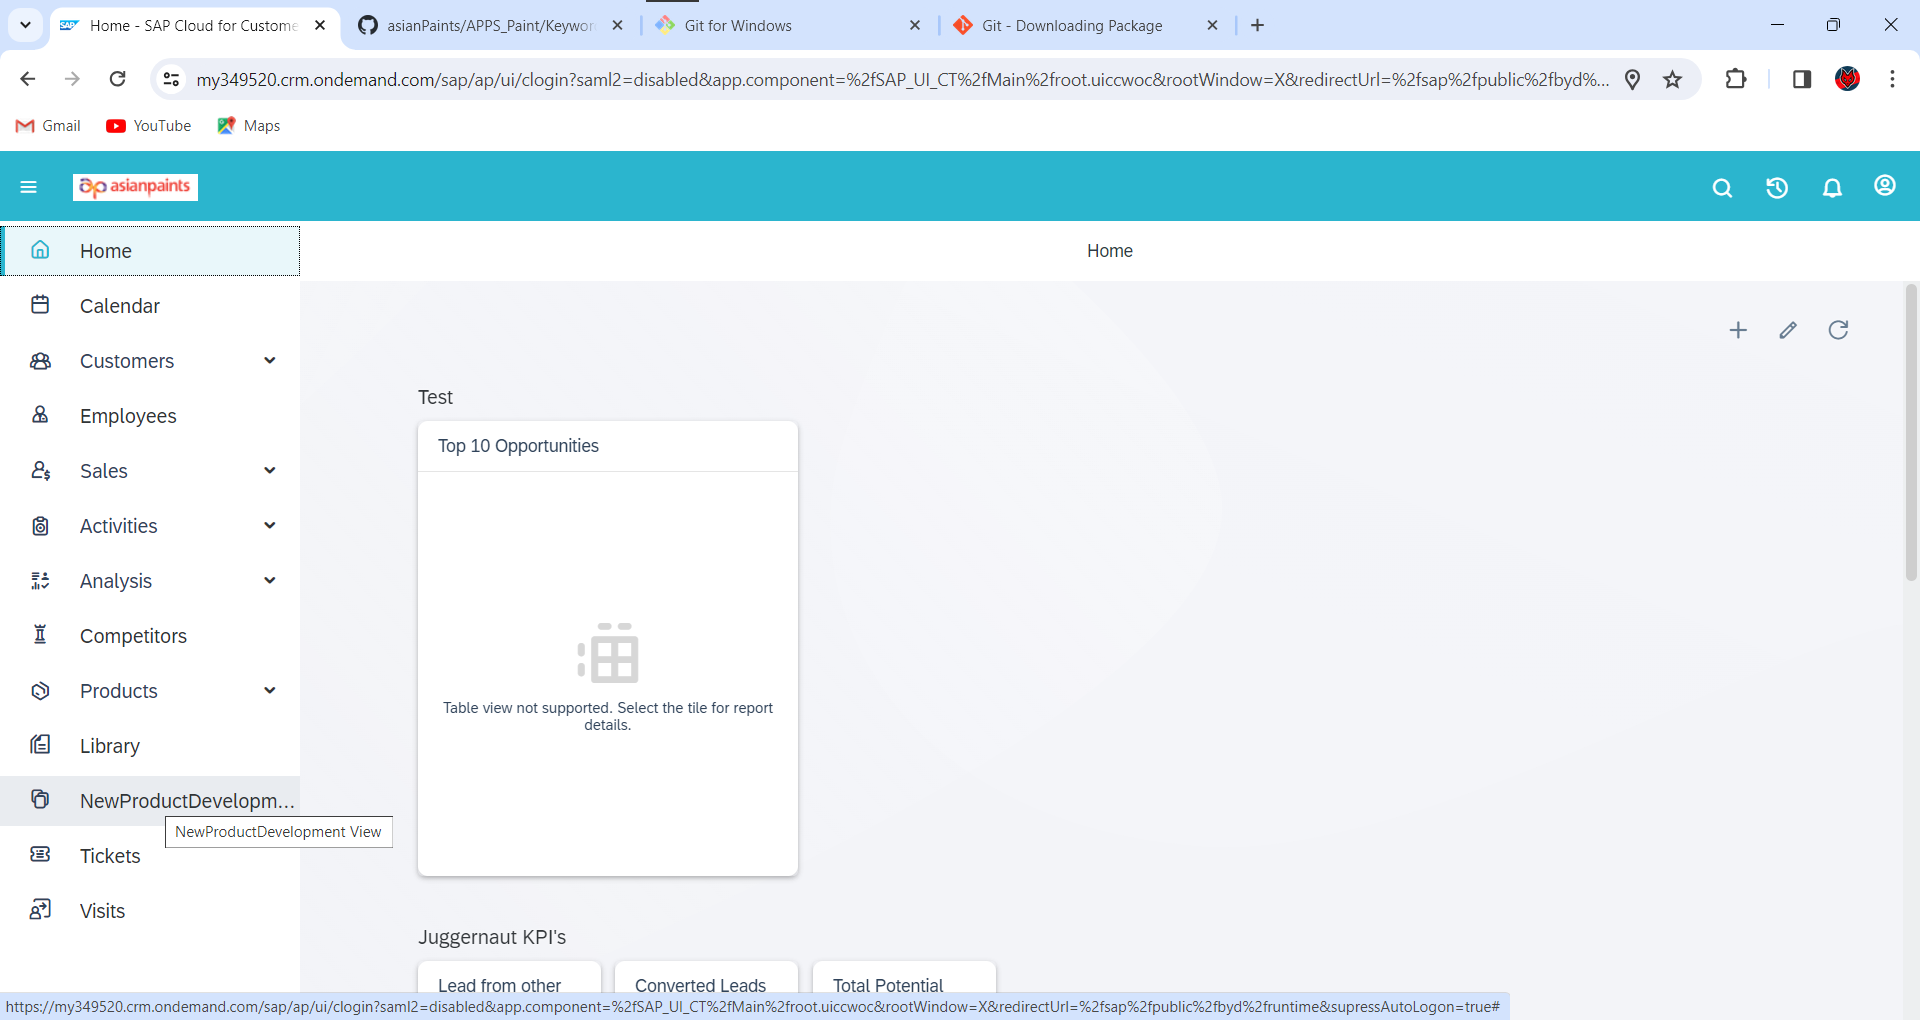 Home - SAP Cloud for Custome
asianPaints/APPS_Paint/Keywor
Git for Windows
Git - Downloading Package
my349520.crm.ondemand.com/sap/ap/ui/clogin?saml2=disabled&app.component=%2fSAP_UI_CT%2fMain%2froot.uiccwoc&rootWindow=X&redirectUrl=%2fsap%2fpublic%2fbyd%...
Gmail
YouTube
Maps
asianpaints
Home
Home
Calendar
Customers
Employees
Sales
Activities
Analysis
Competitors
Products
Library
NewProductDevelopm...
NewProductDevelopment View
Tickets
Visits
Test
Top 10 Opportunities
Table view not supported. Select the tile for report
details.
Juggernaut KPI's
Lead from other
Converted Leads
Total Potential
https://my349520.crm.ondemand.com/sap/ap/ui/clogin?saml2=disabled&app.component=%2fSAP_UI_CT%2fMain%2froot.uiccwoc&rootWindow=X&redirectUrl=%2fsap%2fpublic%2fbyd%2fruntime&supressAutoLogon=true#